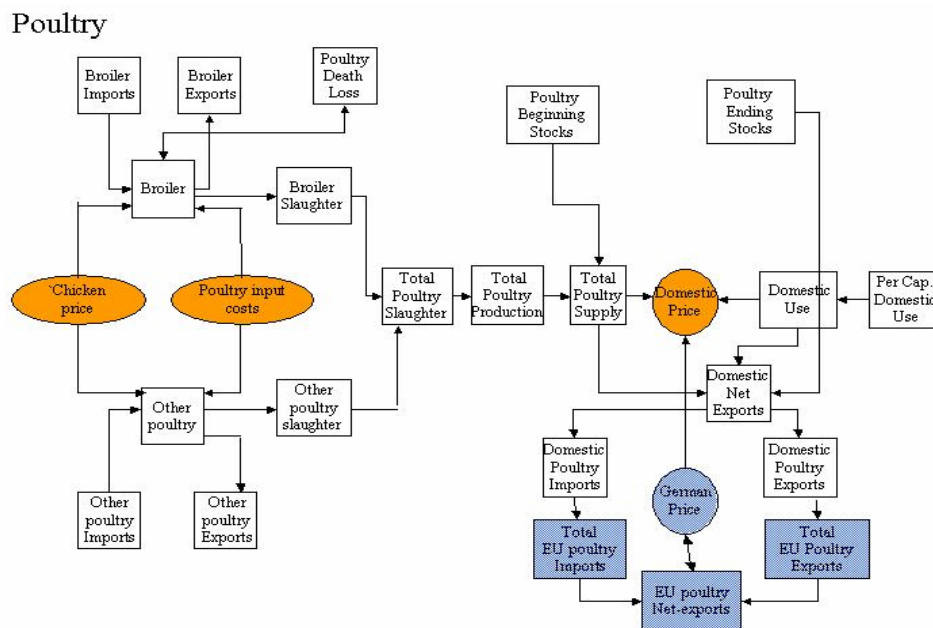 Poultry
Broiler
Imports
Broiler
Exports
Poultry
Death
Loss
Poultry
Beginning
Stocks
Poultry
Ending
Stocks
Broiler
Broiler
Slaughter
`Chicken
price
Poultry input
costs
Total
Poultry
Slaughter
Total
Poultry
Production
Total
Poultry
Supply
Domestic
Price
Domestic
Use
Per Cap.
Domestic
Use
Other
poultry
Other
poultry
slaughter
Domestic
Net
Exports
Other
poultry
Imports
Other
poultry
Exports
Domestic
Poultry
Imports
German
Price
Domestic
Poultry
Exports
Total
EU poultry
Imports
Total
EU Poultry
Exports
EU poultry
Net-exports